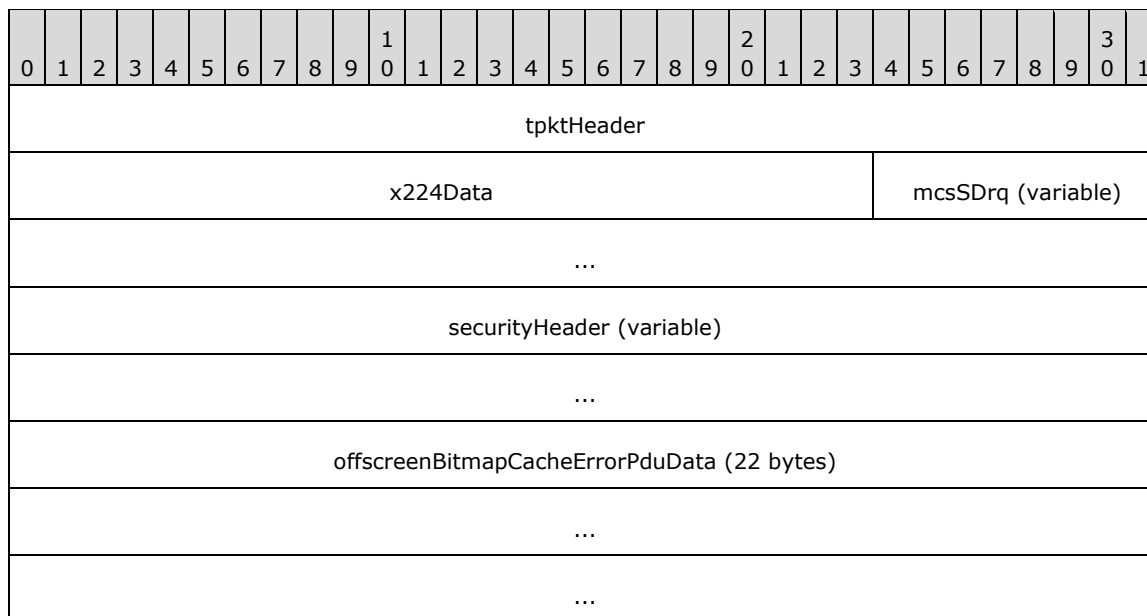 1 2 3
0 1 2 3 4 5 6 7 8 9 0 1 2 3 4 5 6 7 8 9 0 1 2 3 4 5 6 7 8 9 0 1
tpktHeader
x224Data mcsSDrq (variable)
...
securityHeader (variable)
...
offscreenBitmapCacheErrorPduData (22 bytes)
...
...